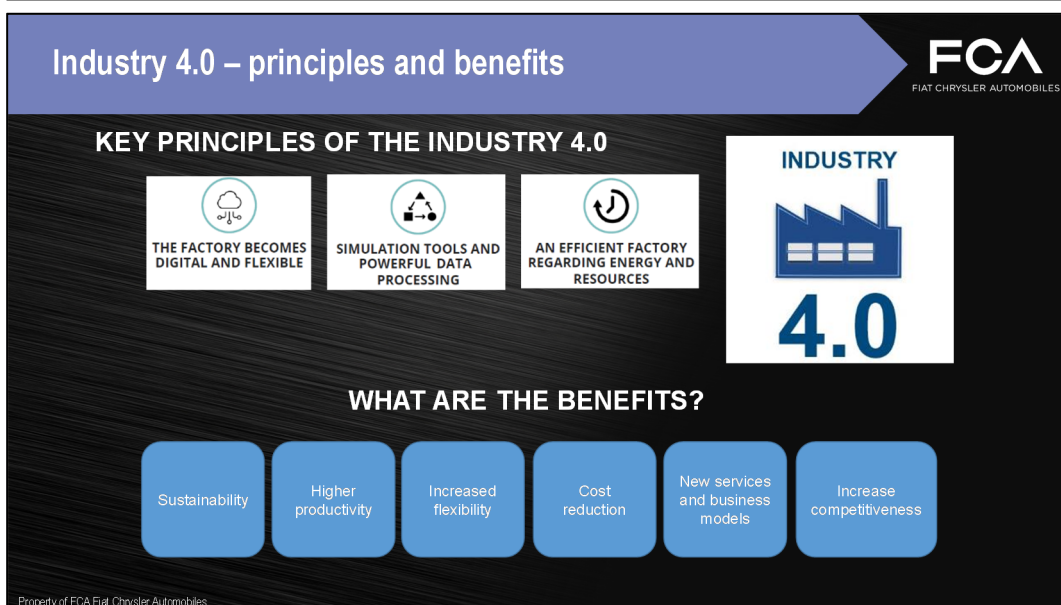 Industry 4.0 – principles and benefits
FCA
FIAT CHRYSLER AUTOMOBILES
KEY PRINCIPLES OF THE INDUSTRY 4.0
THE FACTORY BECOMES
DIGITAL AND FLEXIBLE
SIMULATION TOOLS AND
POWERFUL DATA
PROCESSING
AN EFFICIENT FACTORY
REGARDING ENERGY AND
RESOURCES
INDUSTRY
4.0
WHAT ARE THE BENEFITS?
Sustainability
Higher
productivity
Increased
flexibility
Cost
reduction
New services
and business
models
Increase
competitiveness
Property of FCA Fiat Chrysler Automobiles